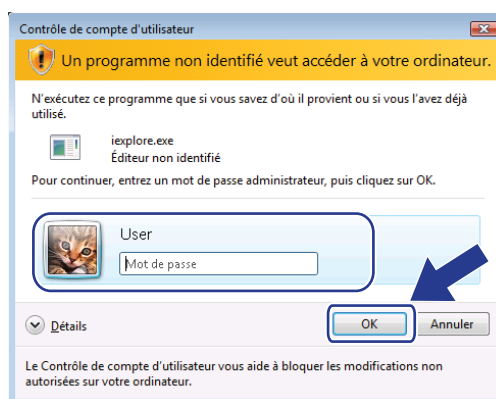 Contrôle de compte d'utilisateur
Un programme non identifié veut accéder à votre ordinateur.
N'exécutez ce programme que si vous savez d'où il provient ou si vous l'avez déjà
utilisé.
iexplore.exe
Éditeur non identifié
Pour continuer, entrez un mot de passe administrateur, puis cliquez sur OK.
User
Mot de passe
Détails
OK
Annuler
Le Contrôle de compte d'utilisateur vous aide à bloquer les modifications non
autorisées sur votre ordinateur.